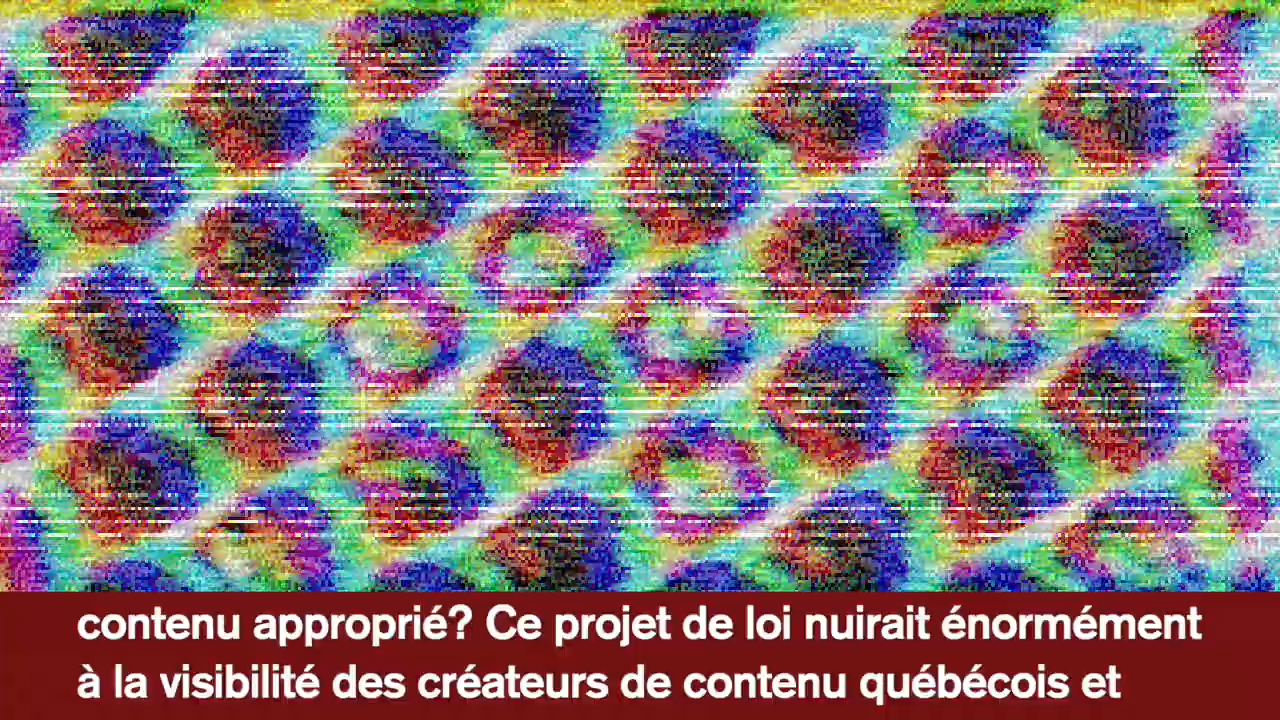 contenu approprié? Ce projet de loi nuirait énormément
à la visibilité des créateurs de contenu québécois et